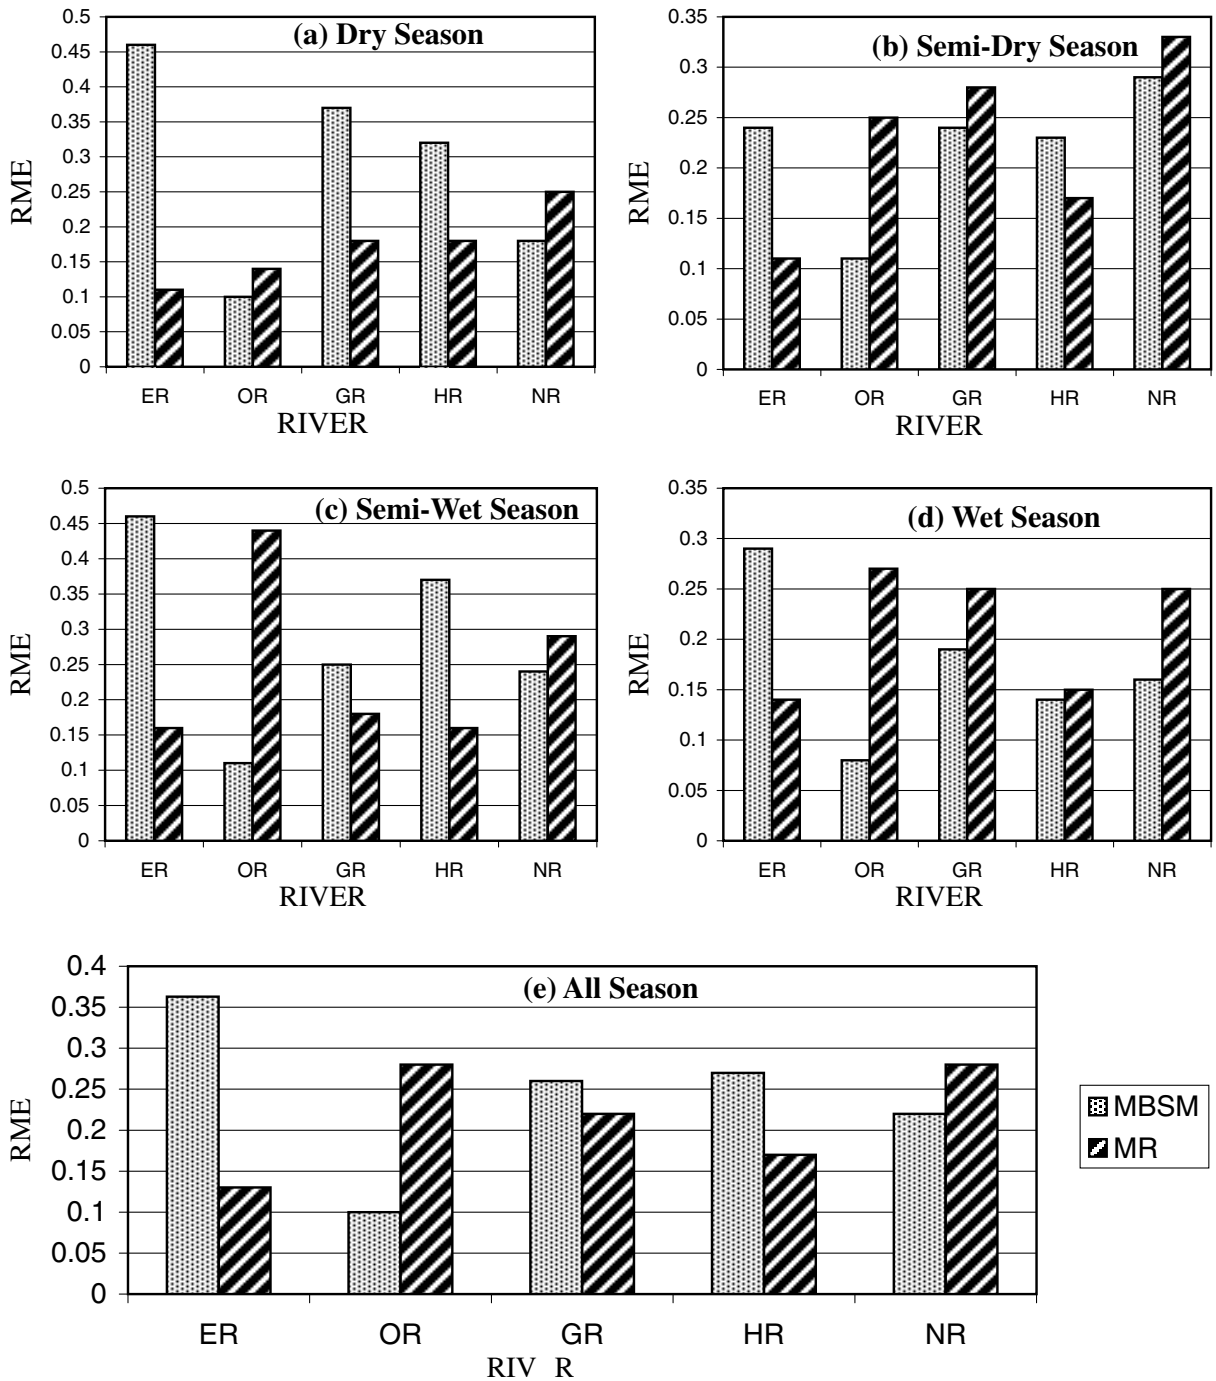 (a) Dry Season
0.5
0.45
0.4
0.35
0.3
0.25
0.2
0.15
0.1
0.05
0
RME
ER OR GR HR NR
RIVER
(b) Semi-Dry Season
0.35
0.3
0.25
0.2
0.15
0.1
0.05
0
RME
ER OR GR HR NR
RIVER
(c) Semi-Wet Season
0.5
0.45
0.4
0.35
0.3
0.25
0.2
0.15
0.1
0.05
0
RME
ER OR GR HR NR
RIVER
(d) Wet Season
0.35
0.3
0.25
0.2
0.15
0.1
0.05
0
RME
ER OR GR HR NR
RIVER
(e) All Season
0.4
0.35
0.3
0.25
0.2
0.15
0.1
0.05
0
RME
ER OR GR HR NR
RIV R
MBSM
MR